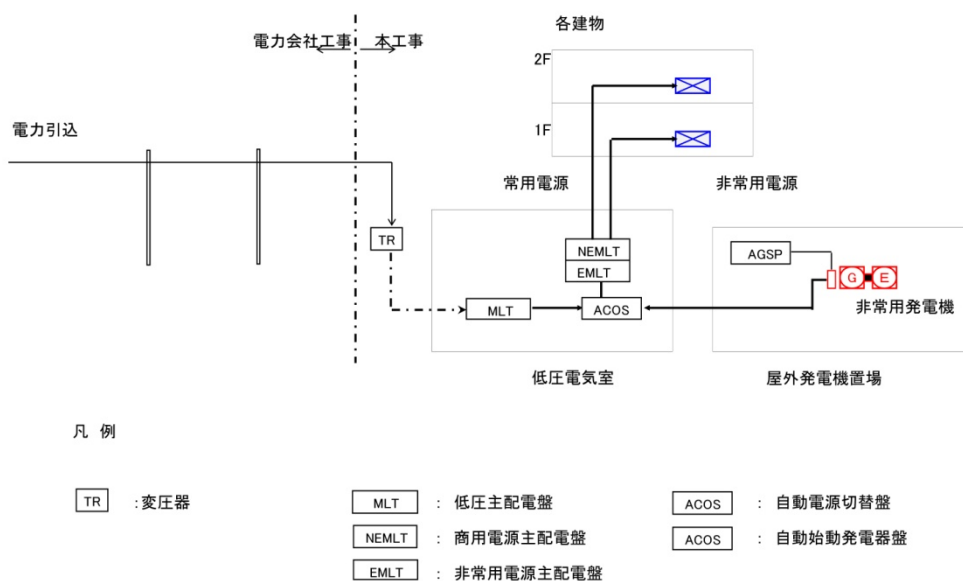 各建物
電力会社工事 本工事
2F
1F
電力引込
常用電源 非常用電源
TR
NEMLT
EMLT
AGSP
G E
MLT
ACOS
非常用発電機
低圧電気室
屋外発電機置場
凡 例
TR :変圧器
MLT : 低圧主配電盤
ACOS : 自動電源切替盤
NEMLT : 商用電源主配電盤
ACOS : 自動始動発電器盤
EMLT : 非常用電源主配電盤